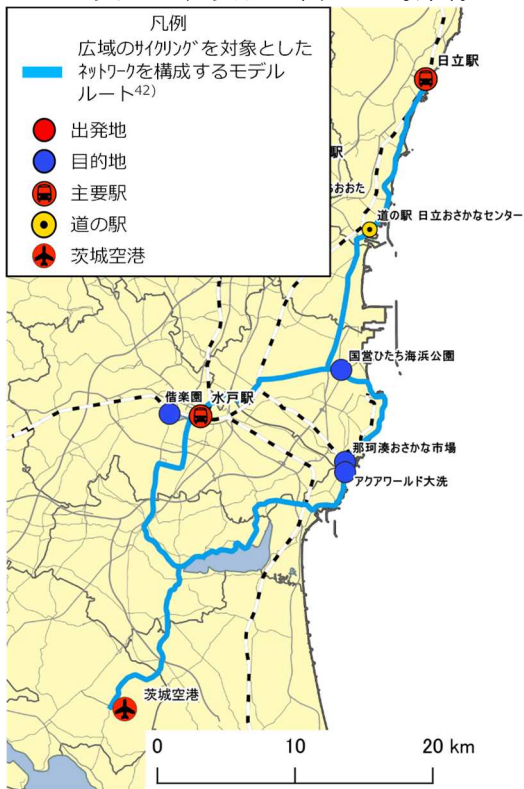 凡例
広域のサイクリングを対象とした
ネットワークを構成するモデル
ルート42)
出発地
目的地
主要駅
道の駅
茨城空港
日立駅
駅
おおた
道の駅 日立おさかなセンター
国営ひたち海浜公園
偕楽園
水戸駅
那珂湊おさかな市場
アクアワールド大洗
茨城空港
0
10
20 km